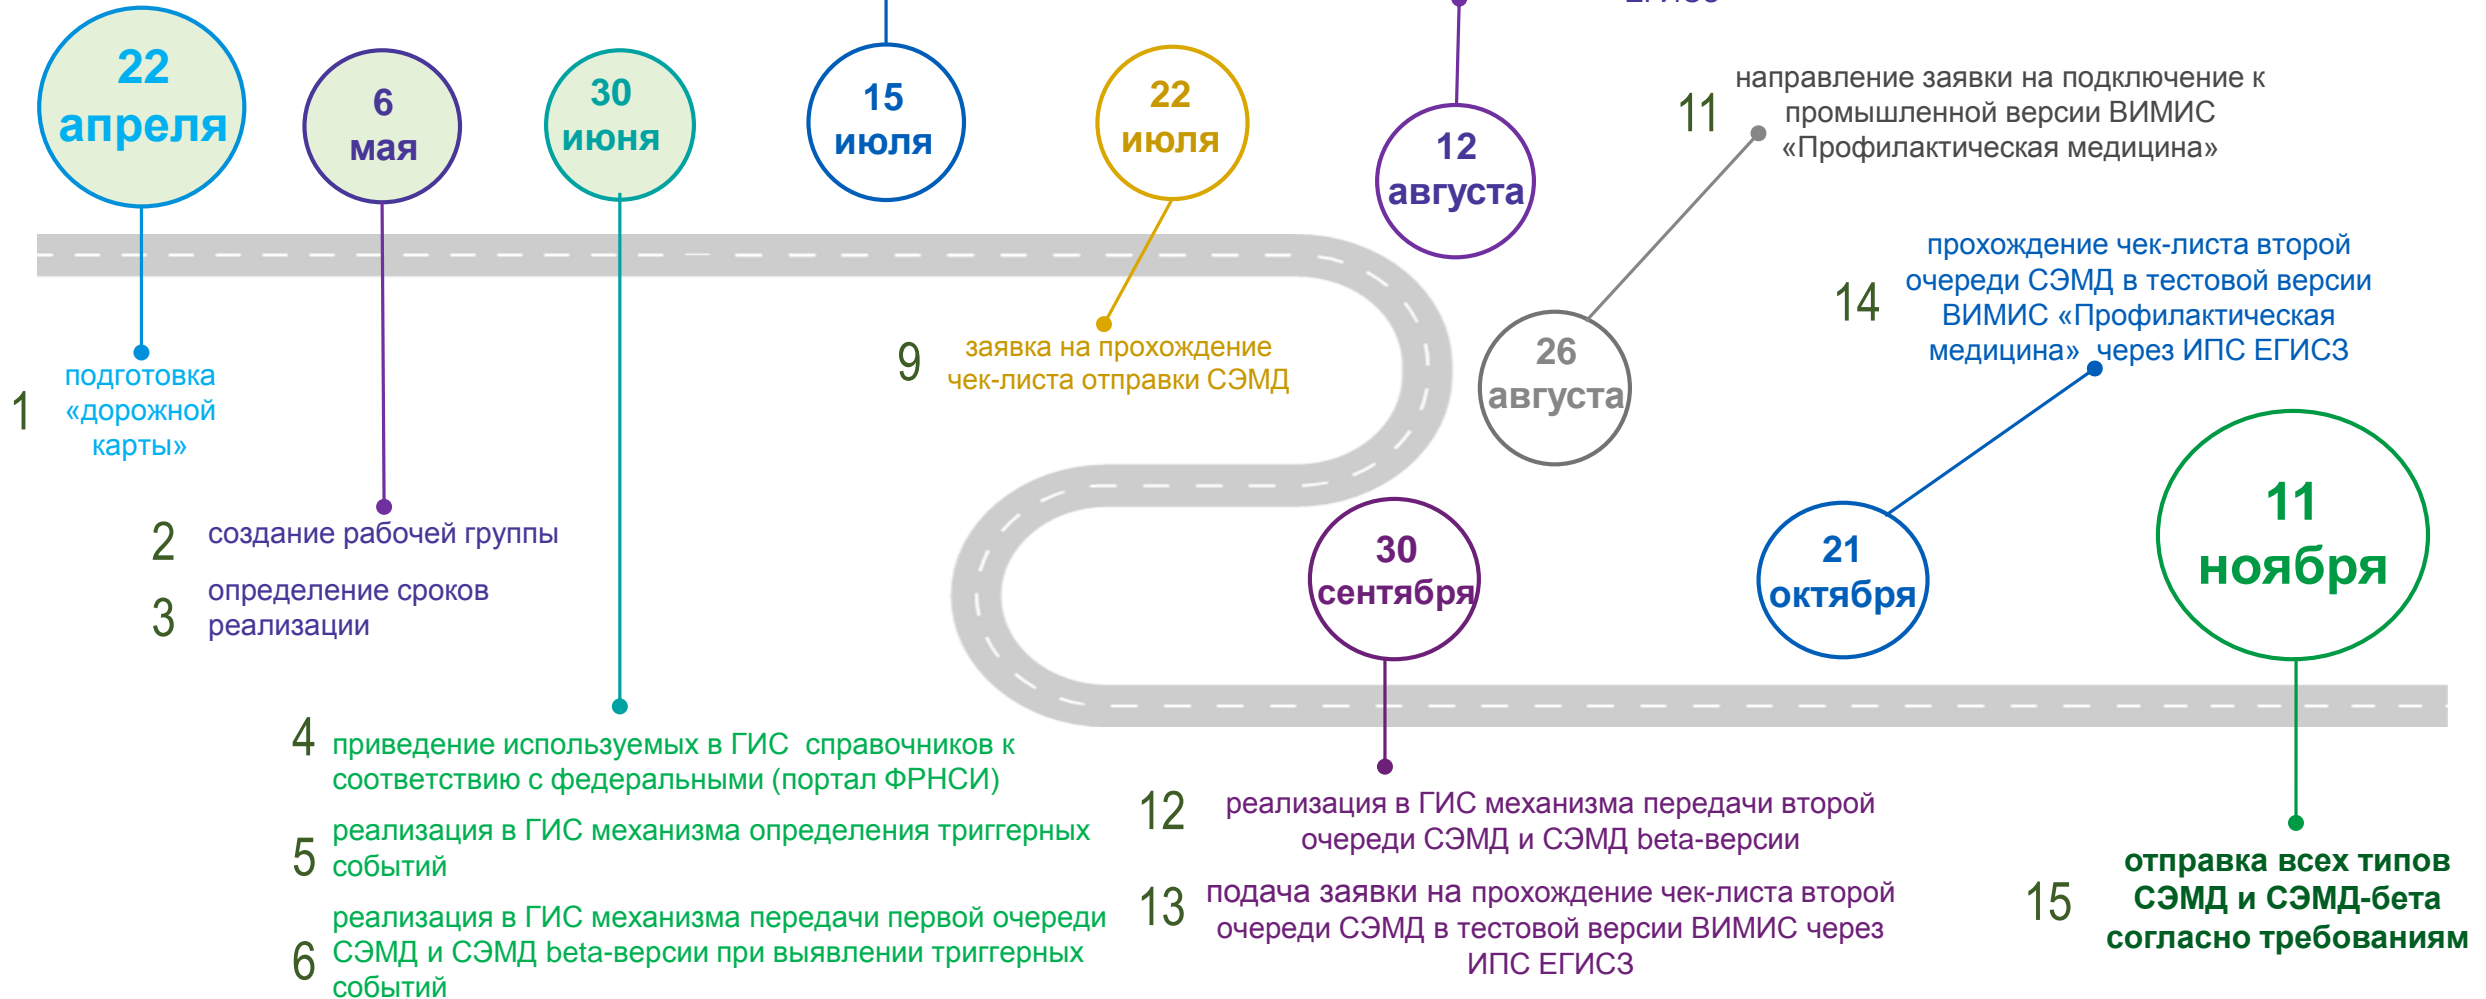 22
апреля
6
мая
30
июня
15
июля
22
июля
12
августа
11
направление заявки на подключение к
промышленной версии ВИМИС
«Профилактическая медицина»
26
августа
14
прохождение чек-листа второй
очереди СЭМД в тестовой версии
ВИМИС «Профилактическая
медицина» через ИПС ЕГИСЗ
9
заявка на прохождение
чек-листа отправки СЭМД
1
подготовка
«дорожной
карты»
2
создание рабочей группы
3
определение сроков
реализации
30
сентября
21
октября
11
ноября
4
приведение используемых в ГИС справочников к
соответствию с федеральными (портал ФРНСИ)
5
реализация в ГИС механизма определения триггерных
событий
6
реализация в ГИС механизма передачи первой очереди
СЭМД и СЭМД beta-версии при выявлении триггерных
событий
12
реализация в ГИС механизма передачи второй
очереди СЭМД и СЭМД beta-версии
13
подача заявки на прохождение чек-листа второй
очереди СЭМД в тестовой версии ВИМИС через
ИПС ЕГИСЗ
15
отправка всех типов
СЭМД и СЭМД-бета
согласно требованиям